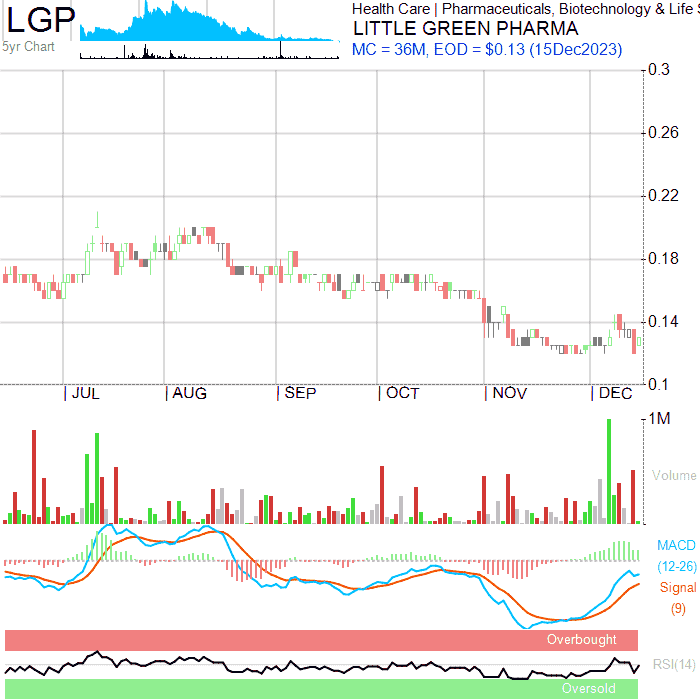 LGP
5yr Chart
Health Care | Pharmaceuticals, Biotechnology & Life S
LITTLE GREEN PHARMA
MC = 36M, EOD = $0.13 (15Dec2023)
0.3
0.26
0.22
0.18
0.14
0.1
JUL AUG SEP OCT NOV DEC
1M
Volume
MACD
(12-26)
Signal
(9)
Overbought
RSI(14)
Oversold